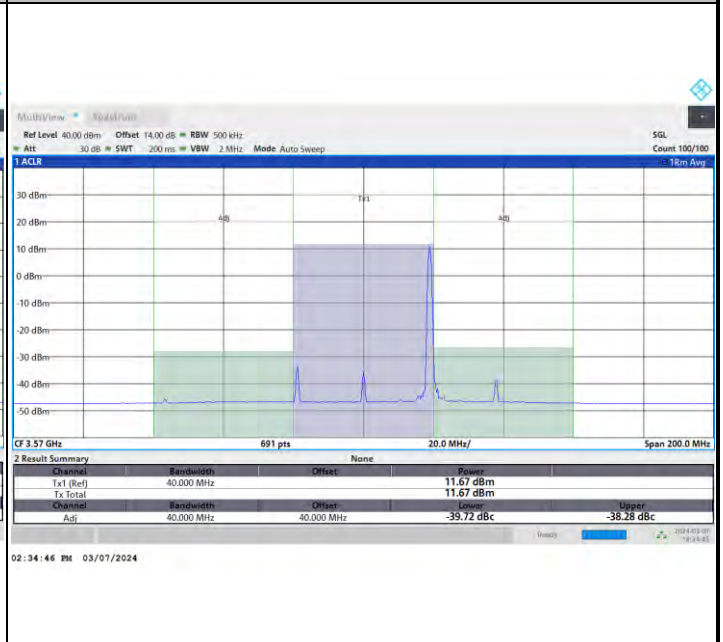 MultiView
Ref Level 40.00 dBm Offset 14.00 dB RBW 500 kHz SGL
Att 30 dB SWT 200 ms VBW 2 MHz Mode Auto Sweep Count 100/100
1 ACLR 1Rm Avg
Tx1
30 dBm
Adj Adj
20 dBm
10 dBm
0 dBm
-10 dBm
-20 dBm
-30 dBm
-40 dBm
-50 dBm
CF 3.57 GHz 691 pts 20.0 MHz/ Span 200.0 MHz
2 Result Summary None
Channel Bandwidth Offset Power
Tx1 (Ref) 40.000 MHz 11.67 dBm
Tx Total 11.67 dBm
Channel Bandwidth Offset Lower Upper
Adj 40.000 MHz 40.000 MHz -39.72 dBc -38.28 dBc
Ready
02:34:46 PM 03/07/2024